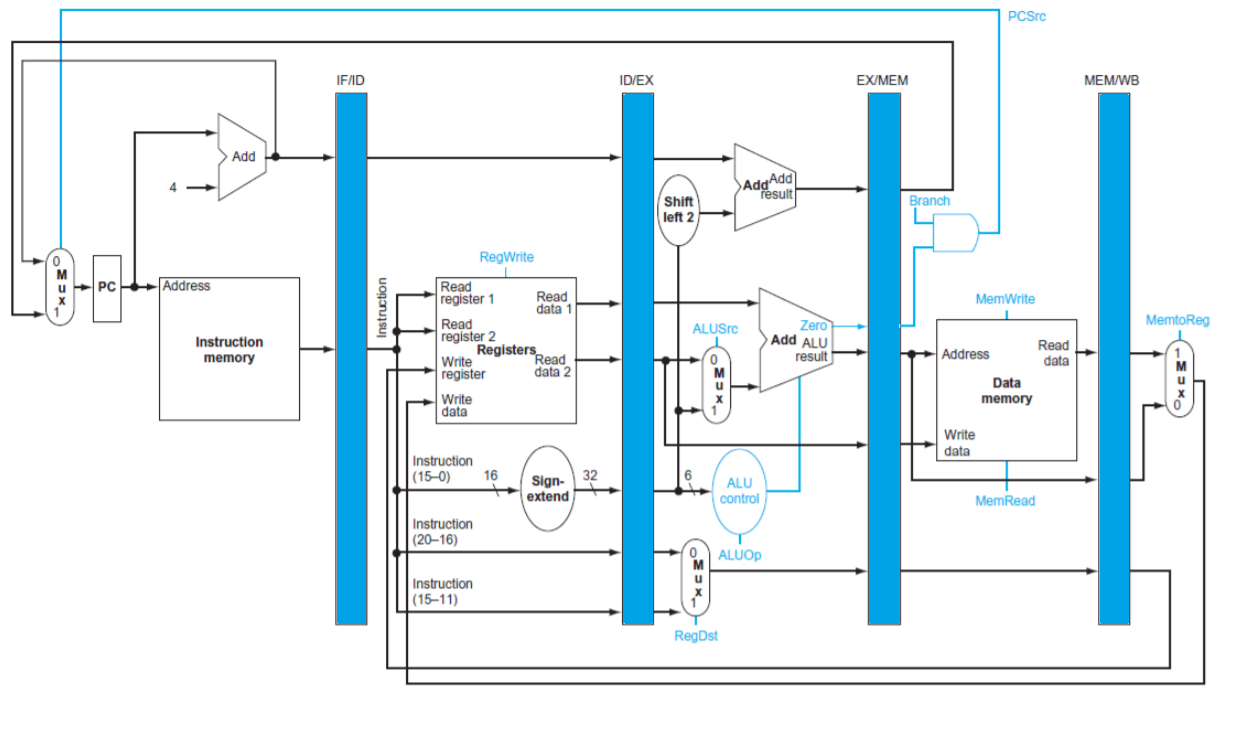 PCSrc
IF/ID
ID/EX
EX/MEM
MEM/WB
Add
4
Shift
left 2
Add
Add
result
Branch
0
M
u
x
1
PC
Address
Instruction
memory
Instruction
RegWrite
Read
register 1
Read
register 2
Write
register
Write
data
Registers
Read
data 1
Read
data 2
ALUSrc
0
M
u
x
1
Add
Zero
ALU
result
MemWrite
Address
Read
data
Data
memory
Write
data
MemRead
MemtoReg
1
M
u
x
0
Instruction
(15–0)
16
Sign-
extend
32
6
ALU
control
ALUOp
Instruction
(20–16)
Instruction
(15–11)
0
M
u
x
1
RegDst